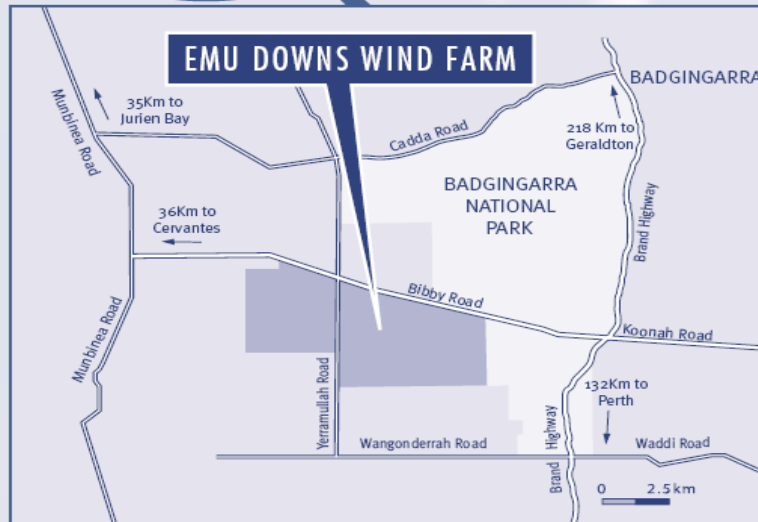 EMU DOWNS WIND FARM
BADGINGARRA
35Km to
Jurien Bay
Munbinea Road
Cadda Road
218 Km to
Geraldton
BADGINGARRA
NATIONAL
PARK
36Km to
Cervantes
Brand Highway
Bibby Road
Koonah Road
Munbinea Road
Yerramullah Road
132Km to
Perth
Wangonderrah Road
Brand Highway
Waddi Road
0 2.5km